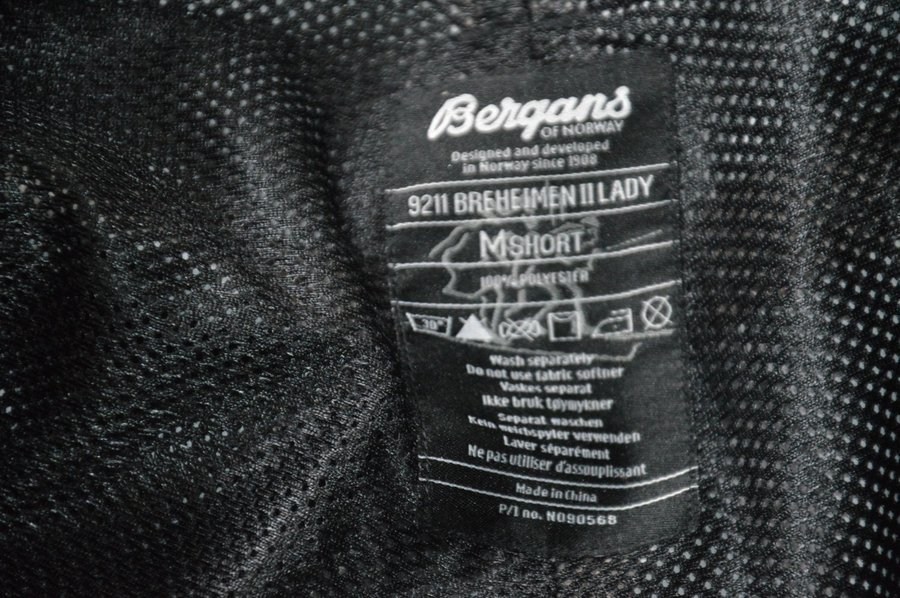 Bergans
OF NORWAY
Designed and developed
in Norway since 1908
9211 BREHEIMEN II LADY
M SHORT
100% POLYESTER
30°
Wash separately
Do not use fabric softner
Vaskes separat
Ikke bruk tøymykner
Separat waschen
Kein weichspyler verwenden
Laver séparément
Ne pas utiliser d'assouplissant
Made in China
P/I no. N09056B